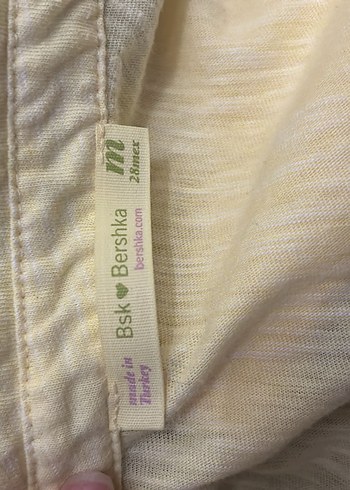 made in
Turkey
Bsk ♥ Bershka
bershka.com
m
28mex